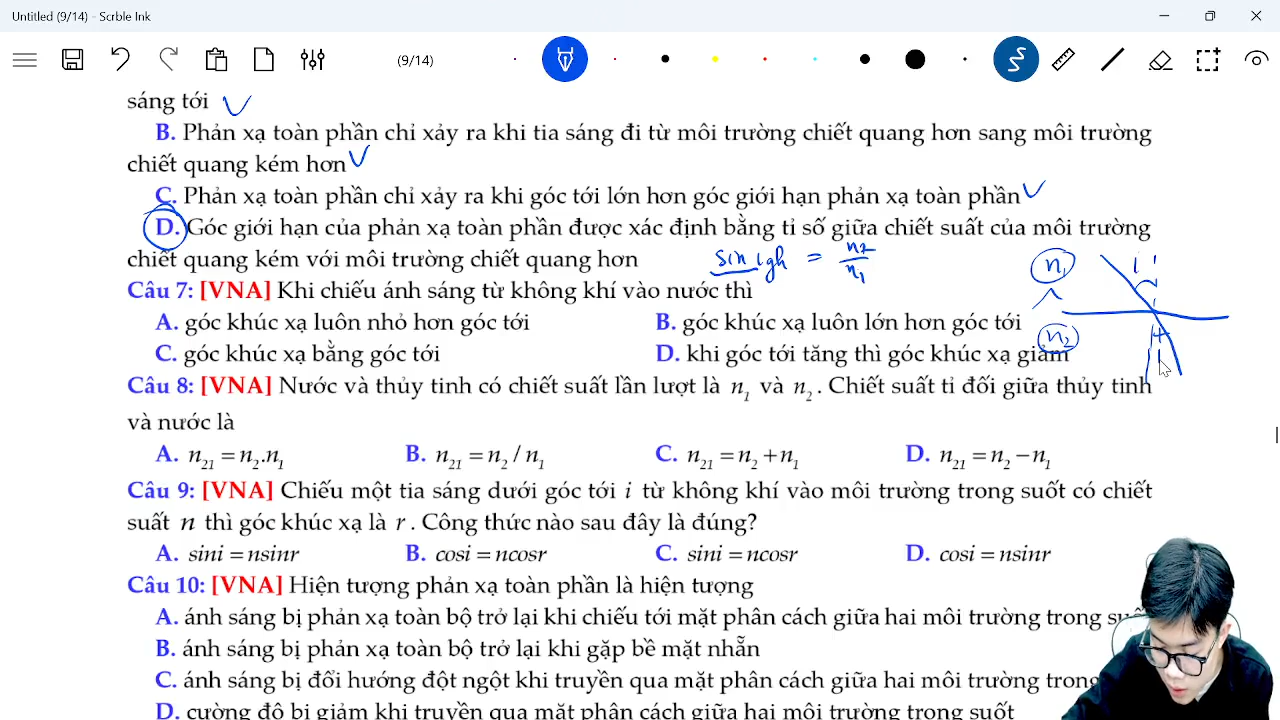 Untitled (9/14) - Scrble Ink
(9/14)
sáng tới
B. Phản xạ toàn phần chỉ xảy ra khi tia sáng đi từ môi trường chiết quang hơn sang môi trường
chiết quang kém hơn
C. Phản xạ toàn phần chỉ xảy ra khi góc tới lớn hơn góc giới hạn phản xạ toàn phần
D. Góc giới hạn của phản xạ toàn phần được xác định bằng tỉ số giữa chiết suất của môi trường
chiết quang kém với môi trường chiết quang hơn
sin igh = n2/n1
n1 i
n2
Câu 7: [VNA] Khi chiếu ánh sáng từ không khí vào nước thì
A. góc khúc xạ luôn nhỏ hơn góc tới B. góc khúc xạ luôn lớn hơn góc tới
C. góc khúc xạ bằng góc tới D. khi góc tới tăng thì góc khúc xạ giảm
Câu 8: [VNA] Nước và thủy tinh có chiết suất lần lượt là n1 và n2. Chiết suất tỉ đối giữa thủy tinh
và nước là
A. n21 = n2.n1 B. n21 = n2 / n1 C. n21 = n2 + n1 D. n21 = n2 − n1
Câu 9: [VNA] Chiếu một tia sáng dưới góc tới i từ không khí vào môi trường trong suốt có chiết
suất n thì góc khúc xạ là r. Công thức nào sau đây là đúng?
A. sini = nsinr B. cosi = ncosr C. sini = ncosr D. cosi = nsinr
Câu 10: [VNA] Hiện tượng phản xạ toàn phần là hiện tượng
A. ánh sáng bị phản xạ toàn bộ trở lại khi chiếu tới mặt phân cách giữa hai môi trường trong suốt
B. ánh sáng bị phản xạ toàn bộ trở lại khi gặp bề mặt nhẵn
C. ánh sáng bị đổi hướng đột ngột khi truyền qua mặt phân cách giữa hai môi trường trong
D. cường độ bị giảm khi truyền qua mặt phân cách giữa hai môi trường trong suốt